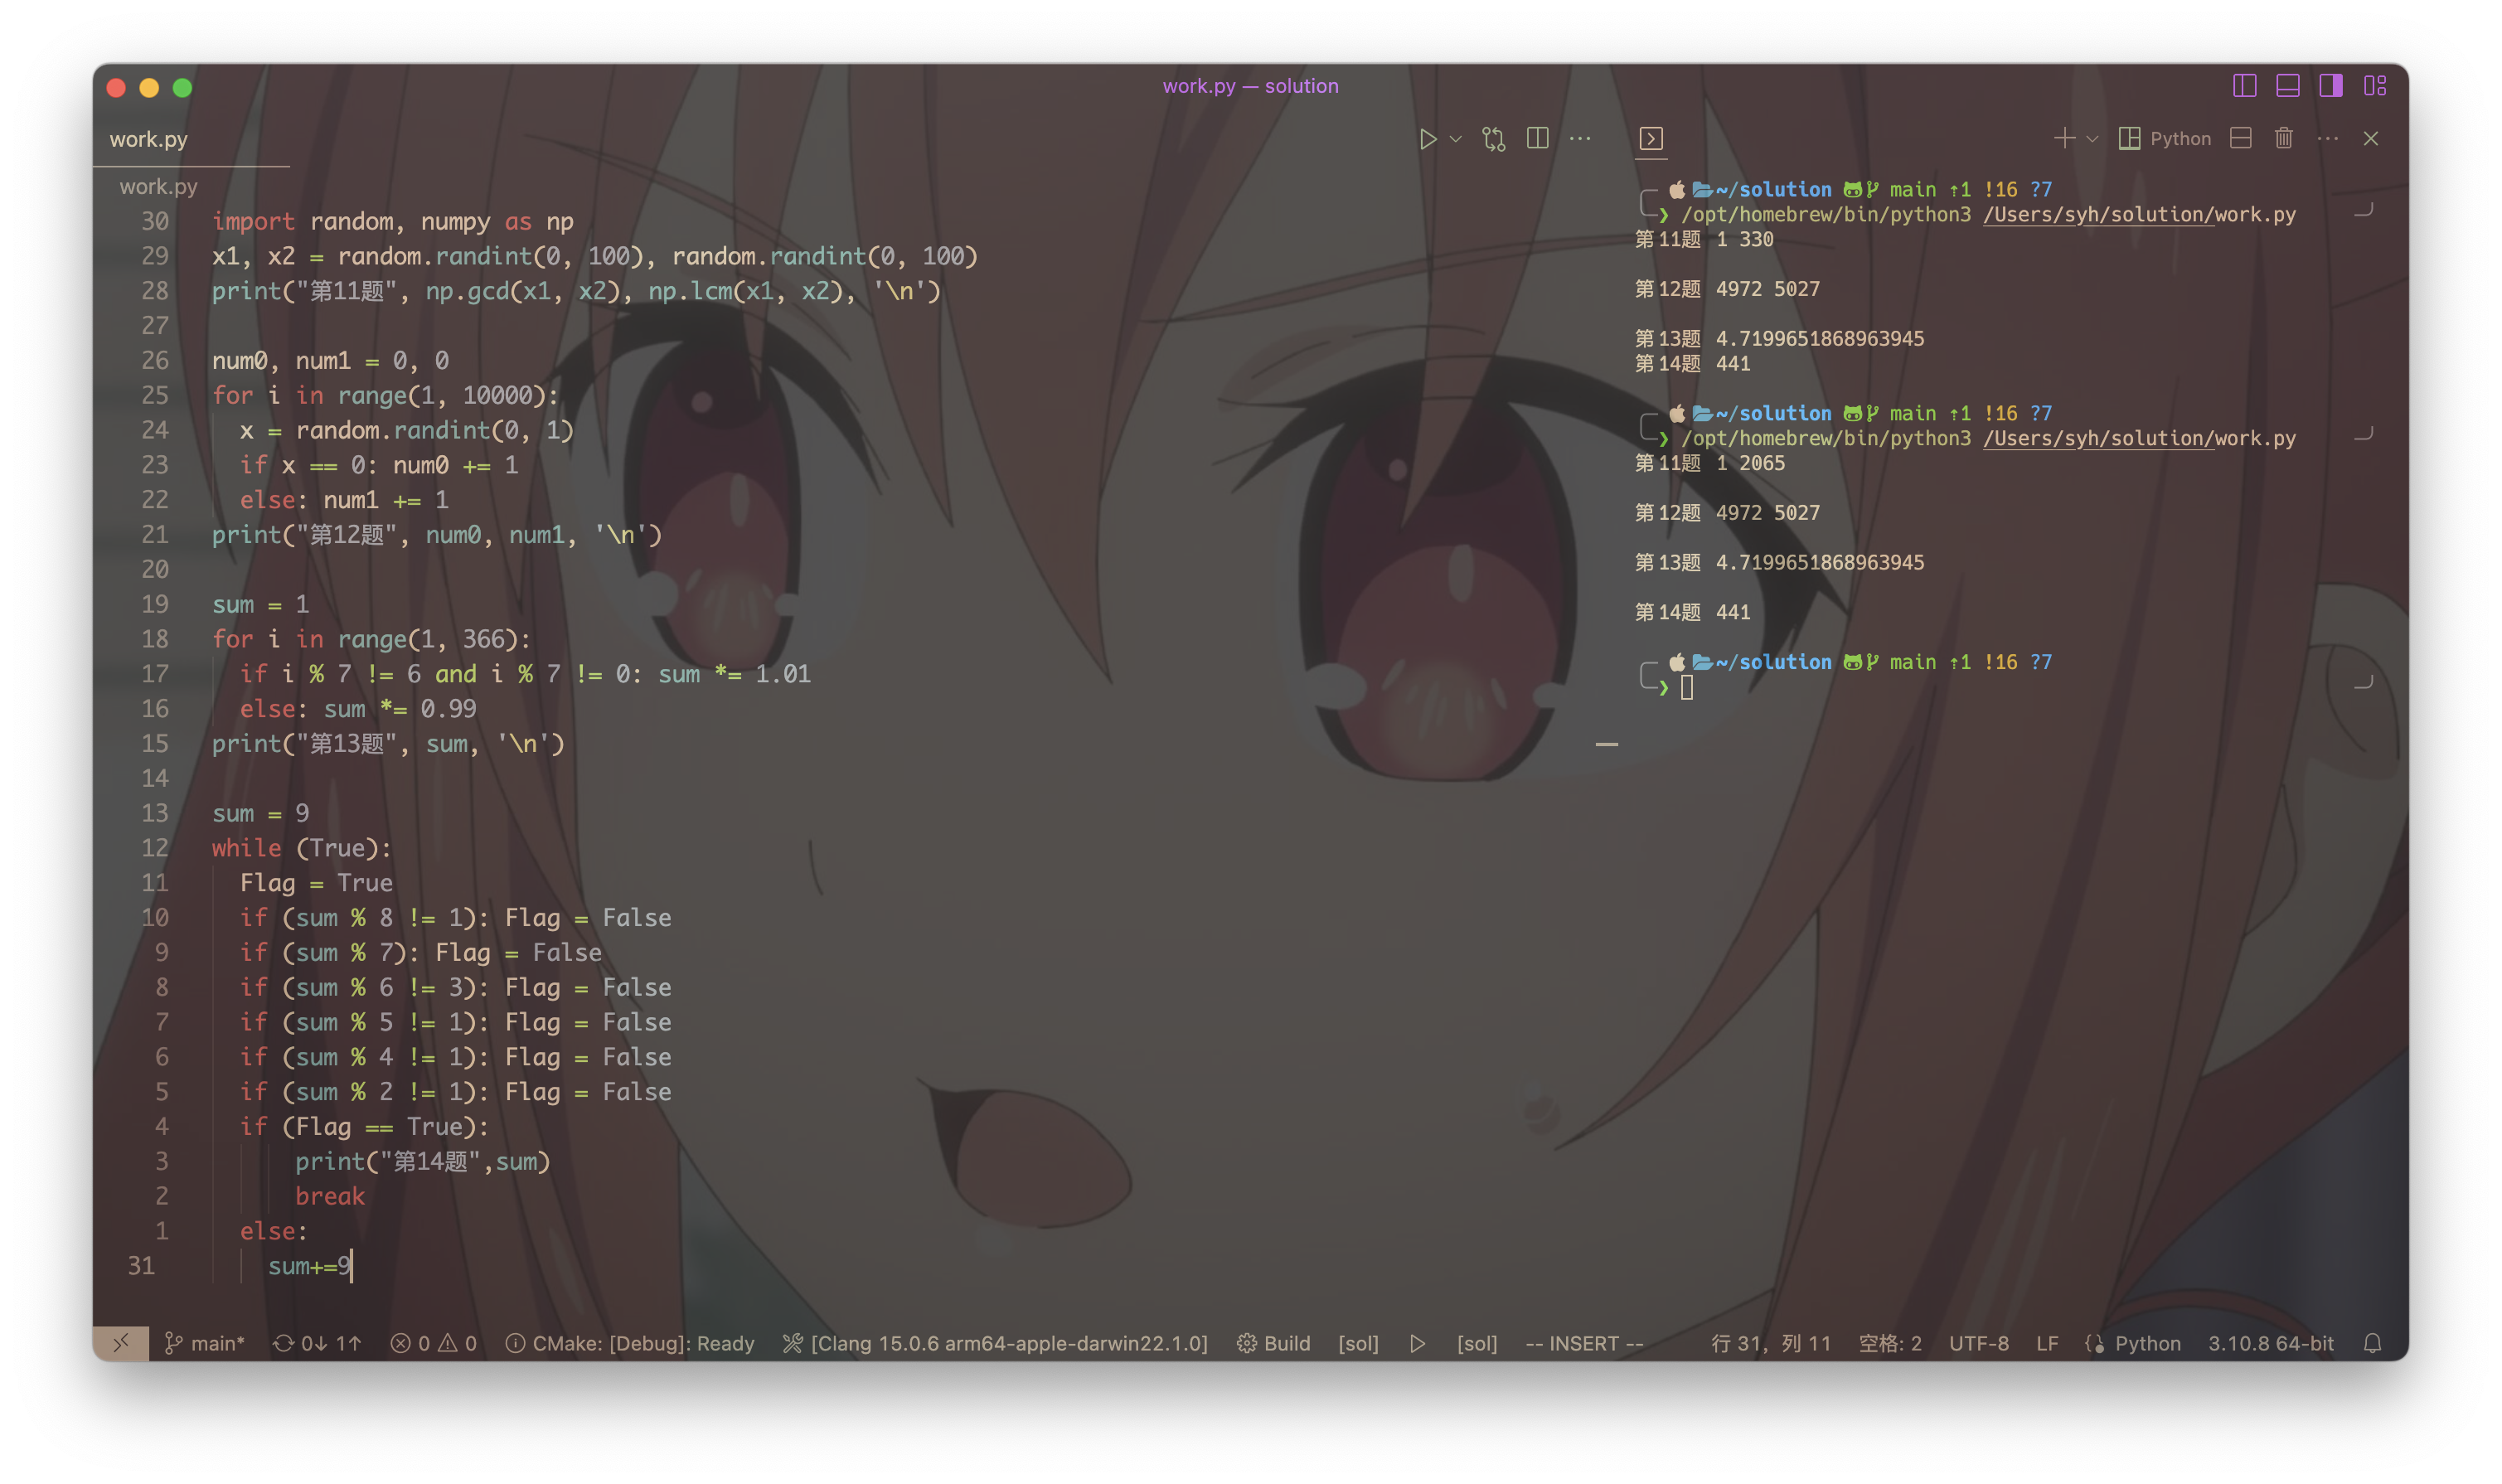 work.py — solution
work.py
Python
work.py
30 import random, numpy as np
29 x1, x2 = random.randint(0, 100), random.randint(0, 100)
28 print("第11题", np.gcd(x1, x2), np.lcm(x1, x2), '\n')
27
26 num0, num1 = 0, 0
25 for i in range(1, 10000):
24 x = random.randint(0, 1)
23 if x == 0: num0 += 1
22 else: num1 += 1
21 print("第12题", num0, num1, '\n')
20
19 sum = 1
18 for i in range(1, 366):
17 if i % 7 != 6 and i % 7 != 0: sum *= 1.01
16 else: sum *= 0.99
15 print("第13题", sum, '\n')
14
13 sum = 9
12 while (True):
11 Flag = True
10 if (sum % 8 != 1): Flag = False
9 if (sum % 7): Flag = False
8 if (sum % 6 != 3): Flag = False
7 if (sum % 5 != 1): Flag = False
6 if (sum % 4 != 1): Flag = False
5 if (sum % 2 != 1): Flag = False
4 if (Flag == True):
3 print("第14题",sum)
2 break
1 else:
31 sum+=9
~/solution main ⇡1 !16 ?7
❯ /opt/homebrew/bin/python3 /Users/syh/solution/work.py
第11题 1 330
第12题 4972 5027
第13题 4.7199651868963945
第14题 441
~/solution main ⇡1 !16 ?7
❯ /opt/homebrew/bin/python3 /Users/syh/solution/work.py
第11题 1 2065
第12题 4972 5027
第13题 4.7199651868963945
第14题 441
~/solution main ⇡1 !16 ?7
❯
main* 0↓ 1↑ 0 0 CMake: [Debug]: Ready [Clang 15.0.6 arm64-apple-darwin22.1.0] Build [sol] [sol] -- INSERT -- 行 31，列 11 空格: 2 UTF-8 LF Python 3.10.8 64-bit